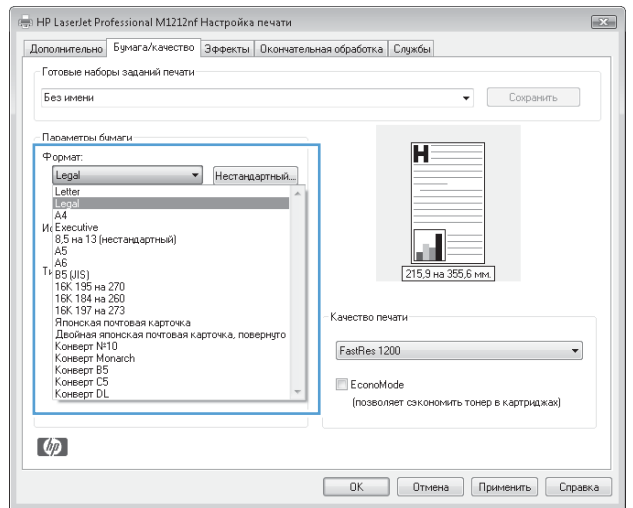 HP LaserJet Professional M1212nf Настройка печати
Дополнительно Бумага/качество Эффекты Окончательная обработка Службы
Готовые наборы заданий печати
Без имени Сохранить
Параметры бумаги
Формат:
Legal Нестандартный...
Letter
Legal
A4
Executive
8,5 на 13 (нестандартный)
A5
A6
B5 (JIS)
16K 195 на 270
16K 184 на 260
16K 197 на 273
Японская почтовая карточка
Двойная японская почтовая карточка, повернуто
Конверт №10
Конверт Monarch
Конверт B5
Конверт C5
Конверт DL
H
215,9 на 355,6 мм.
Качество печати
FastRes 1200
EconoMode
(позволяет сэкономить тонер в картриджах)
hp
OK Отмена Применить Справка